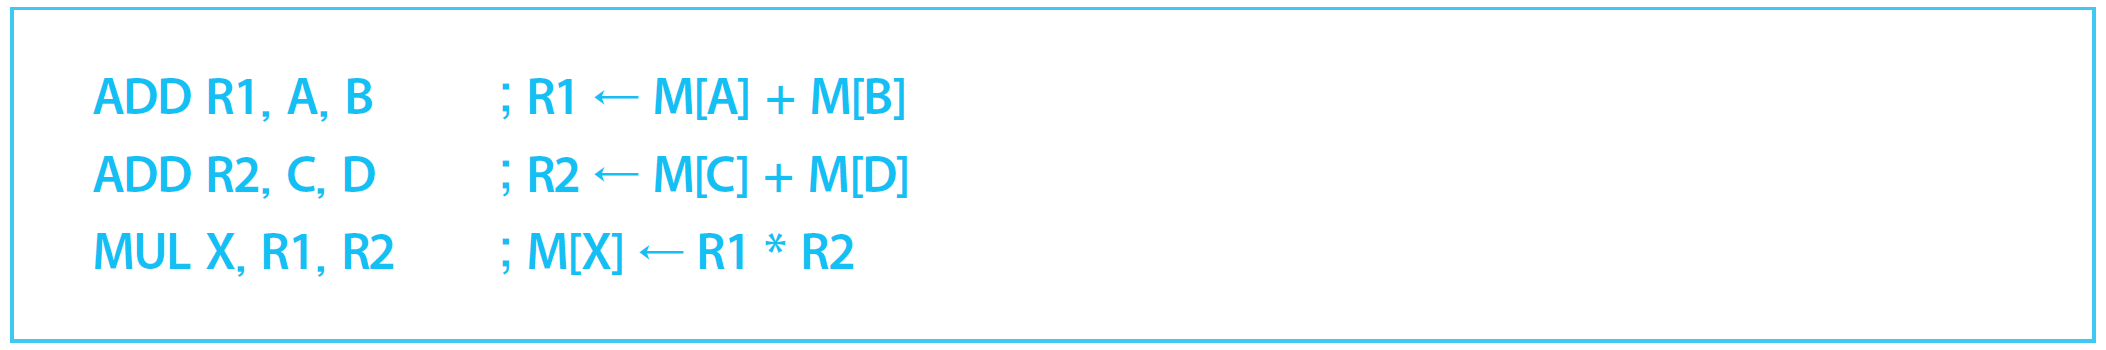 ADD R1, A, B ; R1 ← M[A] + M[B]
ADD R2, C, D ; R2 ← M[C] + M[D]
MUL X, R1, R2 ; M[X] ← R1 * R2